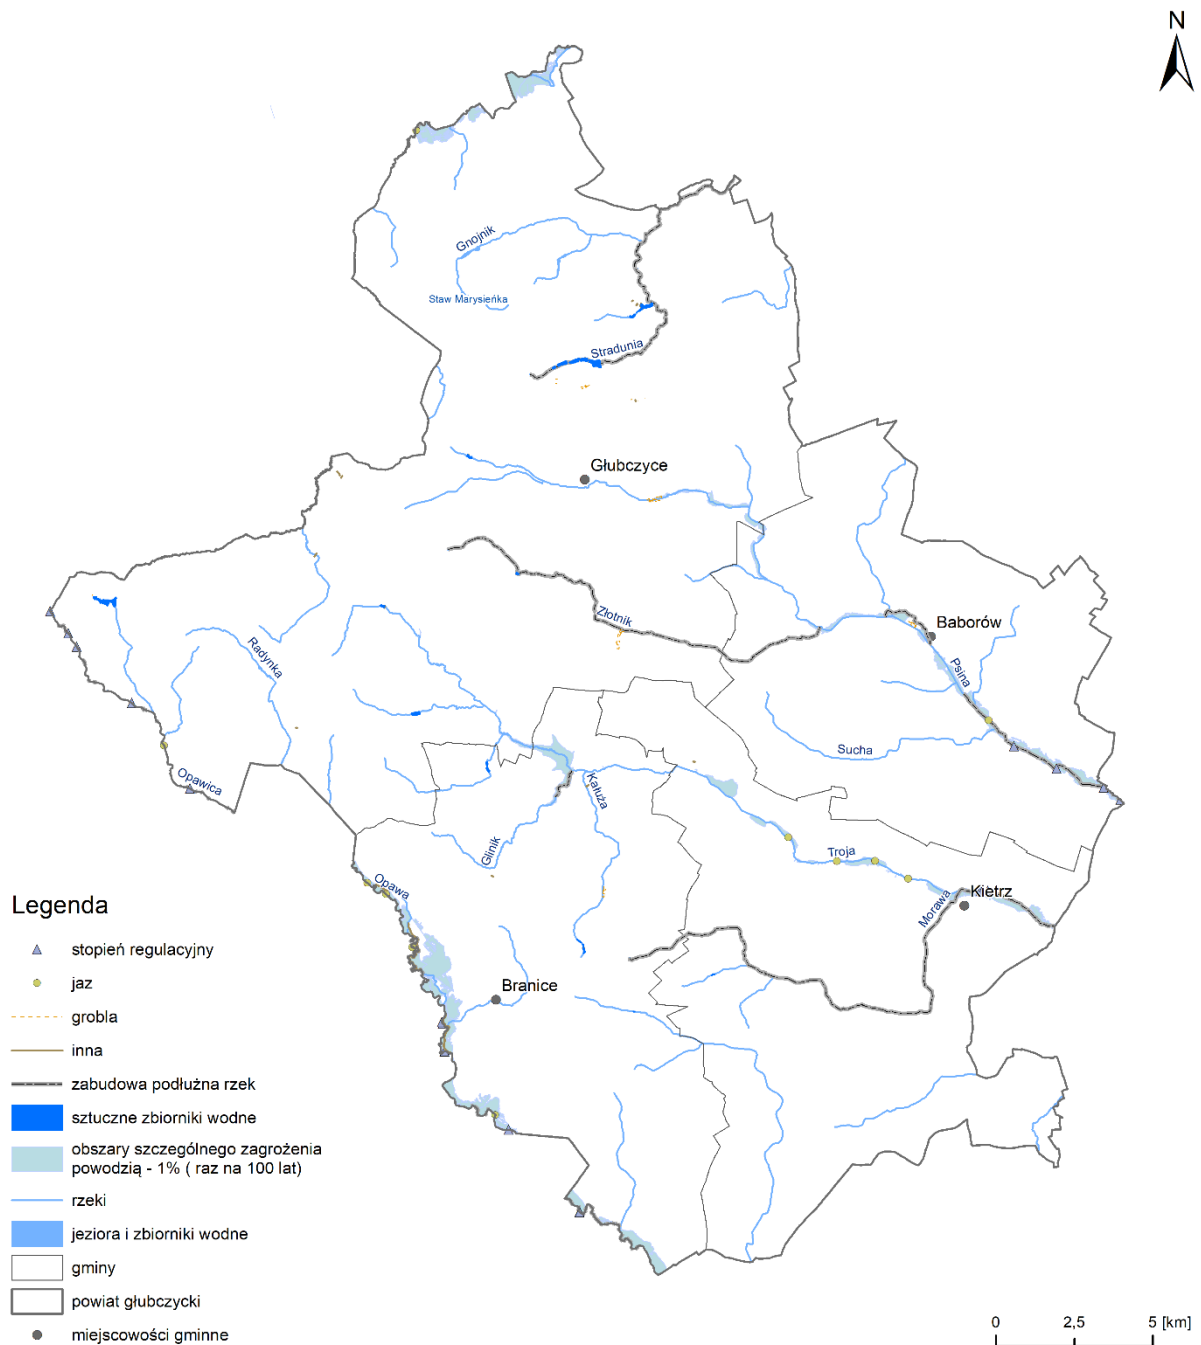 N
Gnojnik
Staw Marysieńka
Stradunia
Głubczyce
Złotnik
Baborów
Radynka
Psina
Sucha
Opawica
Kałuża
Glinik
Troja
Opawa
Morawa
Kietrz
Branice
Legenda
stopień regulacyjny
jaz
grobla
inna
zabudowa podłużna rzek
sztuczne zbiorniki wodne
obszary szczególnego zagrożenia
powodzią - 1% ( raz na 100 lat)
rzeki
jeziora i zbiorniki wodne
gminy
powiat głubczycki
miejscowości gminne
0 2,5 5 [km]